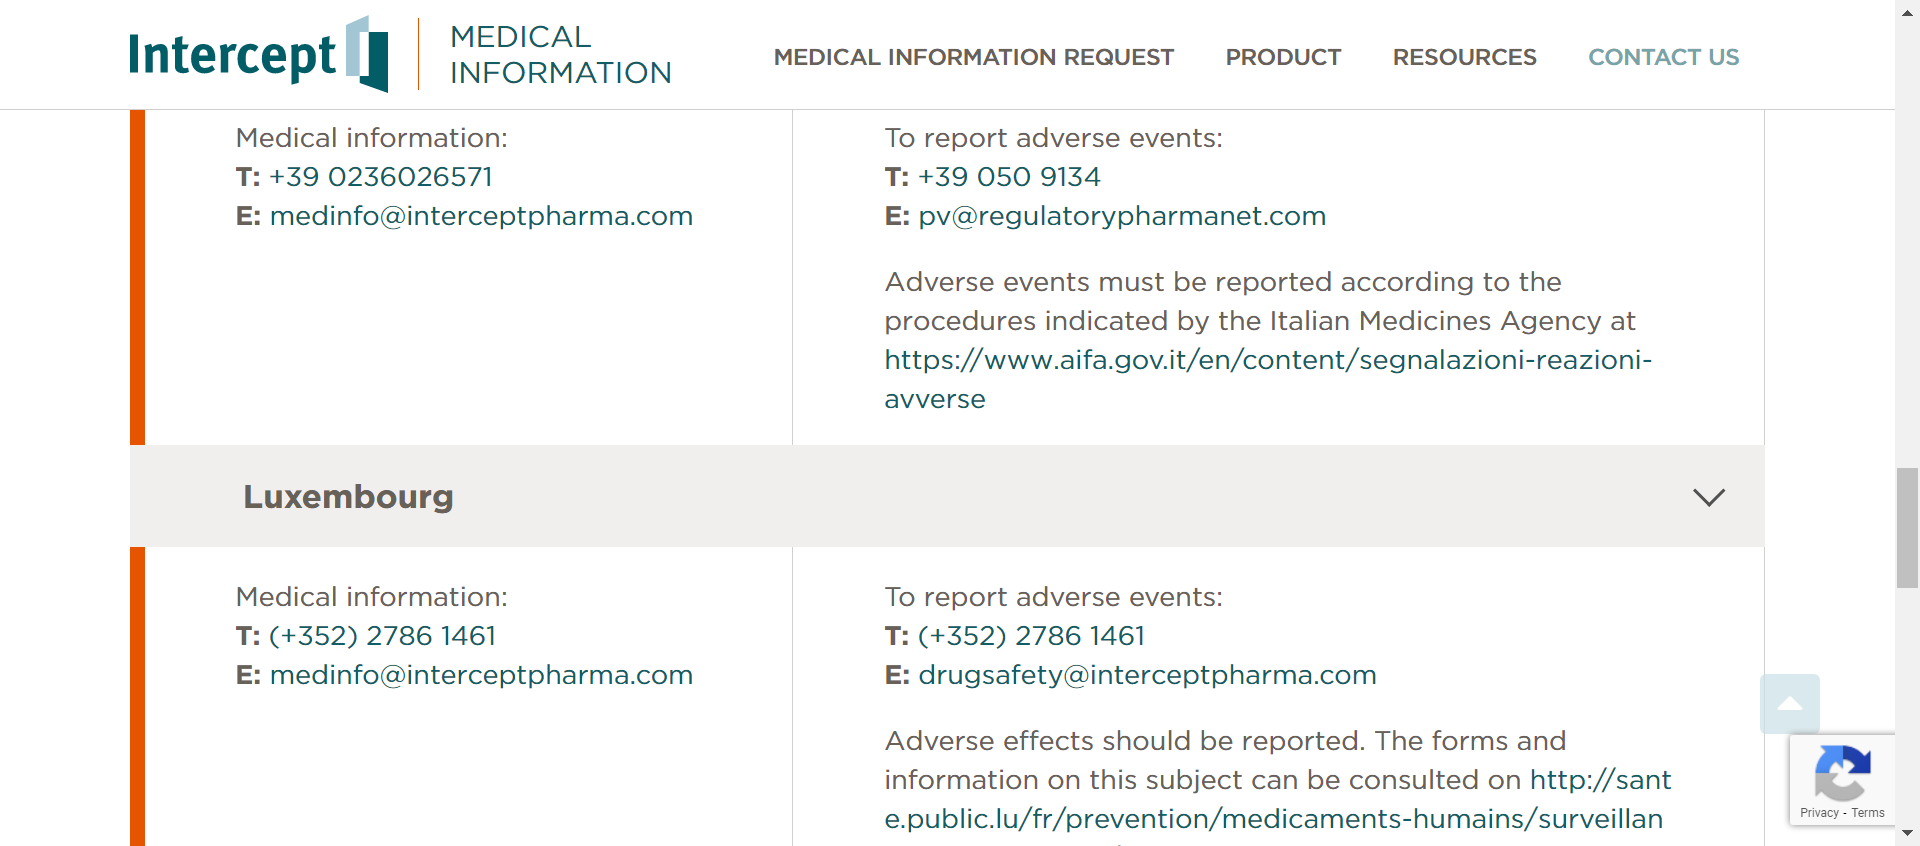 Intercept
MEDICAL
INFORMATION
MEDICAL INFORMATION REQUEST
PRODUCT
RESOURCES
CONTACT US
Medical information:
T: +39 0236026571
E: medinfo@interceptpharma.com
To report adverse events:
T: +39 050 9134
E: pv@regulatorypharmanet.com
Adverse events must be reported according to the
procedures indicated by the Italian Medicines Agency at
https://www.aifa.gov.it/en/content/segnalazioni-reazioni-
avverse
Luxembourg
Medical information:
T: (+352) 2786 1461
E: medinfo@interceptpharma.com
To report adverse events:
T: (+352) 2786 1461
E: drugsafety@interceptpharma.com
Adverse effects should be reported. The forms and
information on this subject can be consulted on http://sant
e.public.lu/fr/prevention/medicaments-humains/surveillan
Privacy - Terms